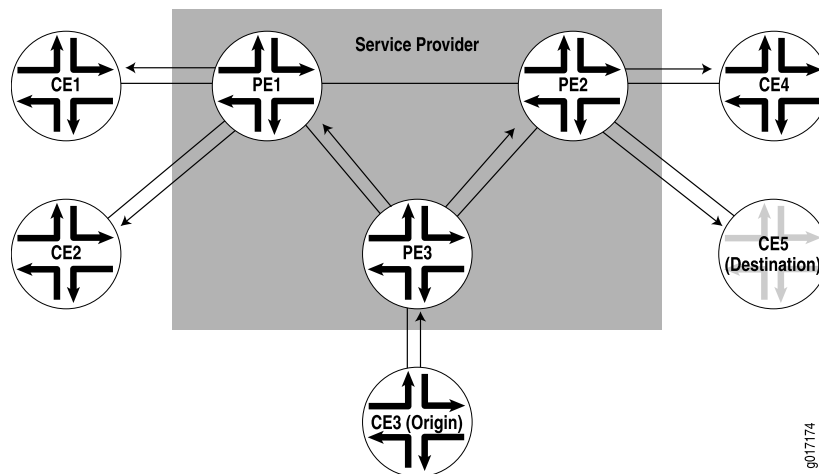 Service Provider
CE1
PE1
PE2
CE4
CE2
PE3
CE5
(Destination)
CE3 (Origin)
g017174